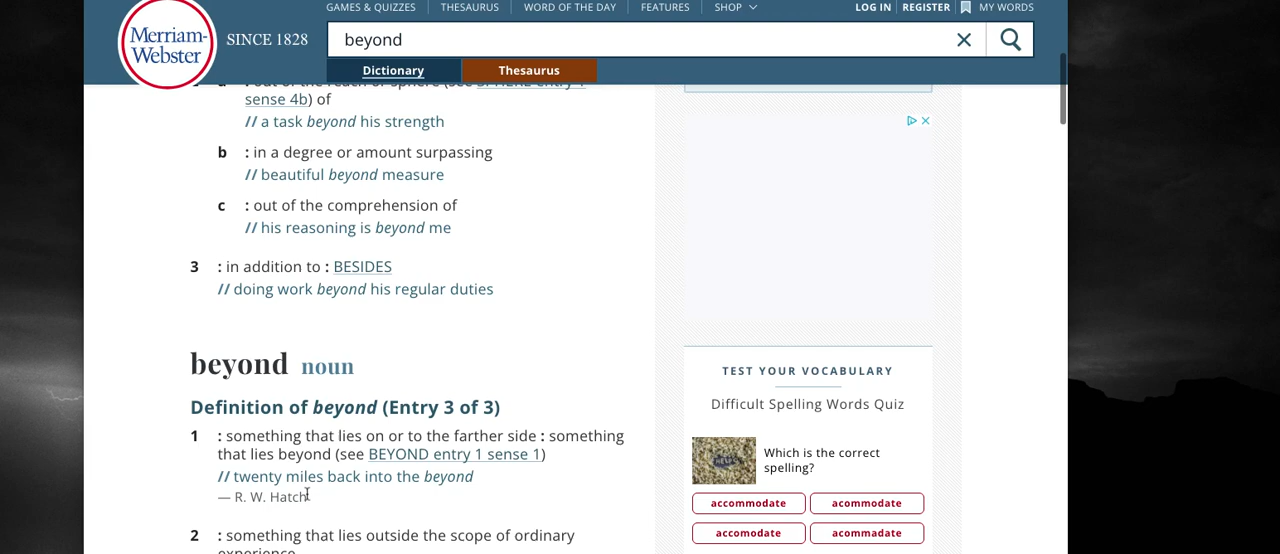 GAMES & QUIZZES THESAURUS WORD OF THE DAY FEATURES SHOP LOG IN REGISTER MY WORDS
Merriam-
Webster
SINCE 1828
beyond
Dictionary Thesaurus
sense 4b) of
// a task beyond his strength
b : in a degree or amount surpassing
// beautiful beyond measure
c : out of the comprehension of
// his reasoning is beyond me
3 : in addition to : BESIDES
// doing work beyond his regular duties
beyond noun
Definition of beyond (Entry 3 of 3)
1 : something that lies on or to the farther side : something
that lies beyond (see BEYOND entry 1 sense 1)
// twenty miles back into the beyond
— R. W. Hatch
2 : something that lies outside the scope of ordinary
experience
TEST YOUR VOCABULARY
Difficult Spelling Words Quiz
HELLO
Which is the correct
spelling?
accommodate acommodate
accomodate acommadate